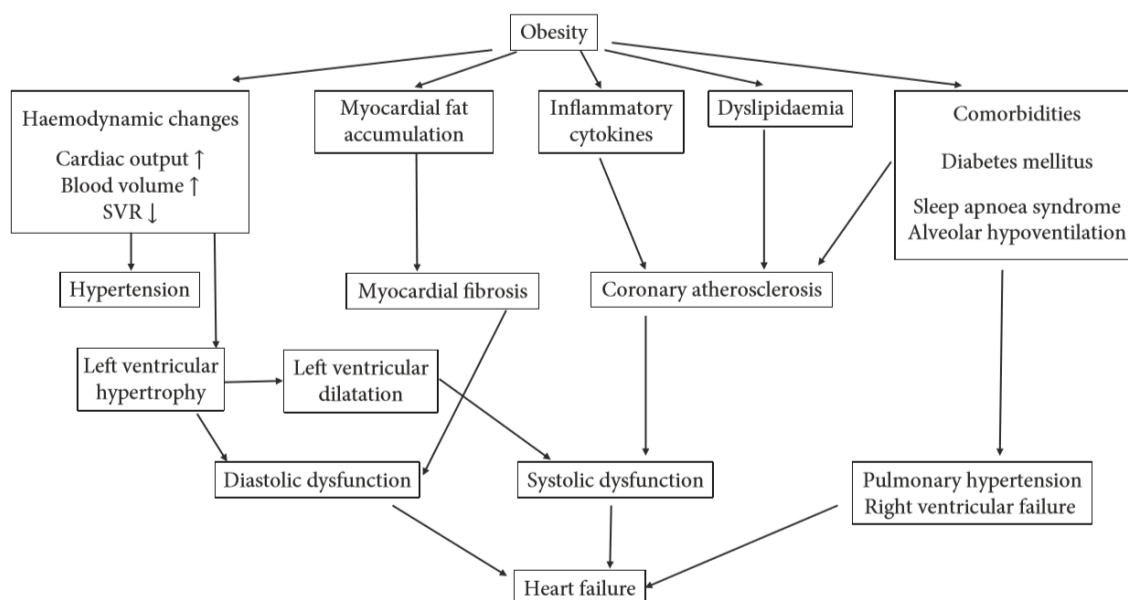 Obesity
Haemodynamic changes
Cardiac output ↑
Blood volume ↑
SVR ↓
Myocardial fat
accumulation
Inflammatory
cytokines
Dyslipidaemia
Comorbidities
Diabetes mellitus
Sleep apnoea syndrome
Alveolar hypoventilation
Hypertension
Myocardial fibrosis
Coronary atherosclerosis
Left ventricular
hypertrophy
Left ventricular
dilatation
Diastolic dysfunction
Systolic dysfunction
Pulmonary hypertension
Right ventricular failure
Heart failure